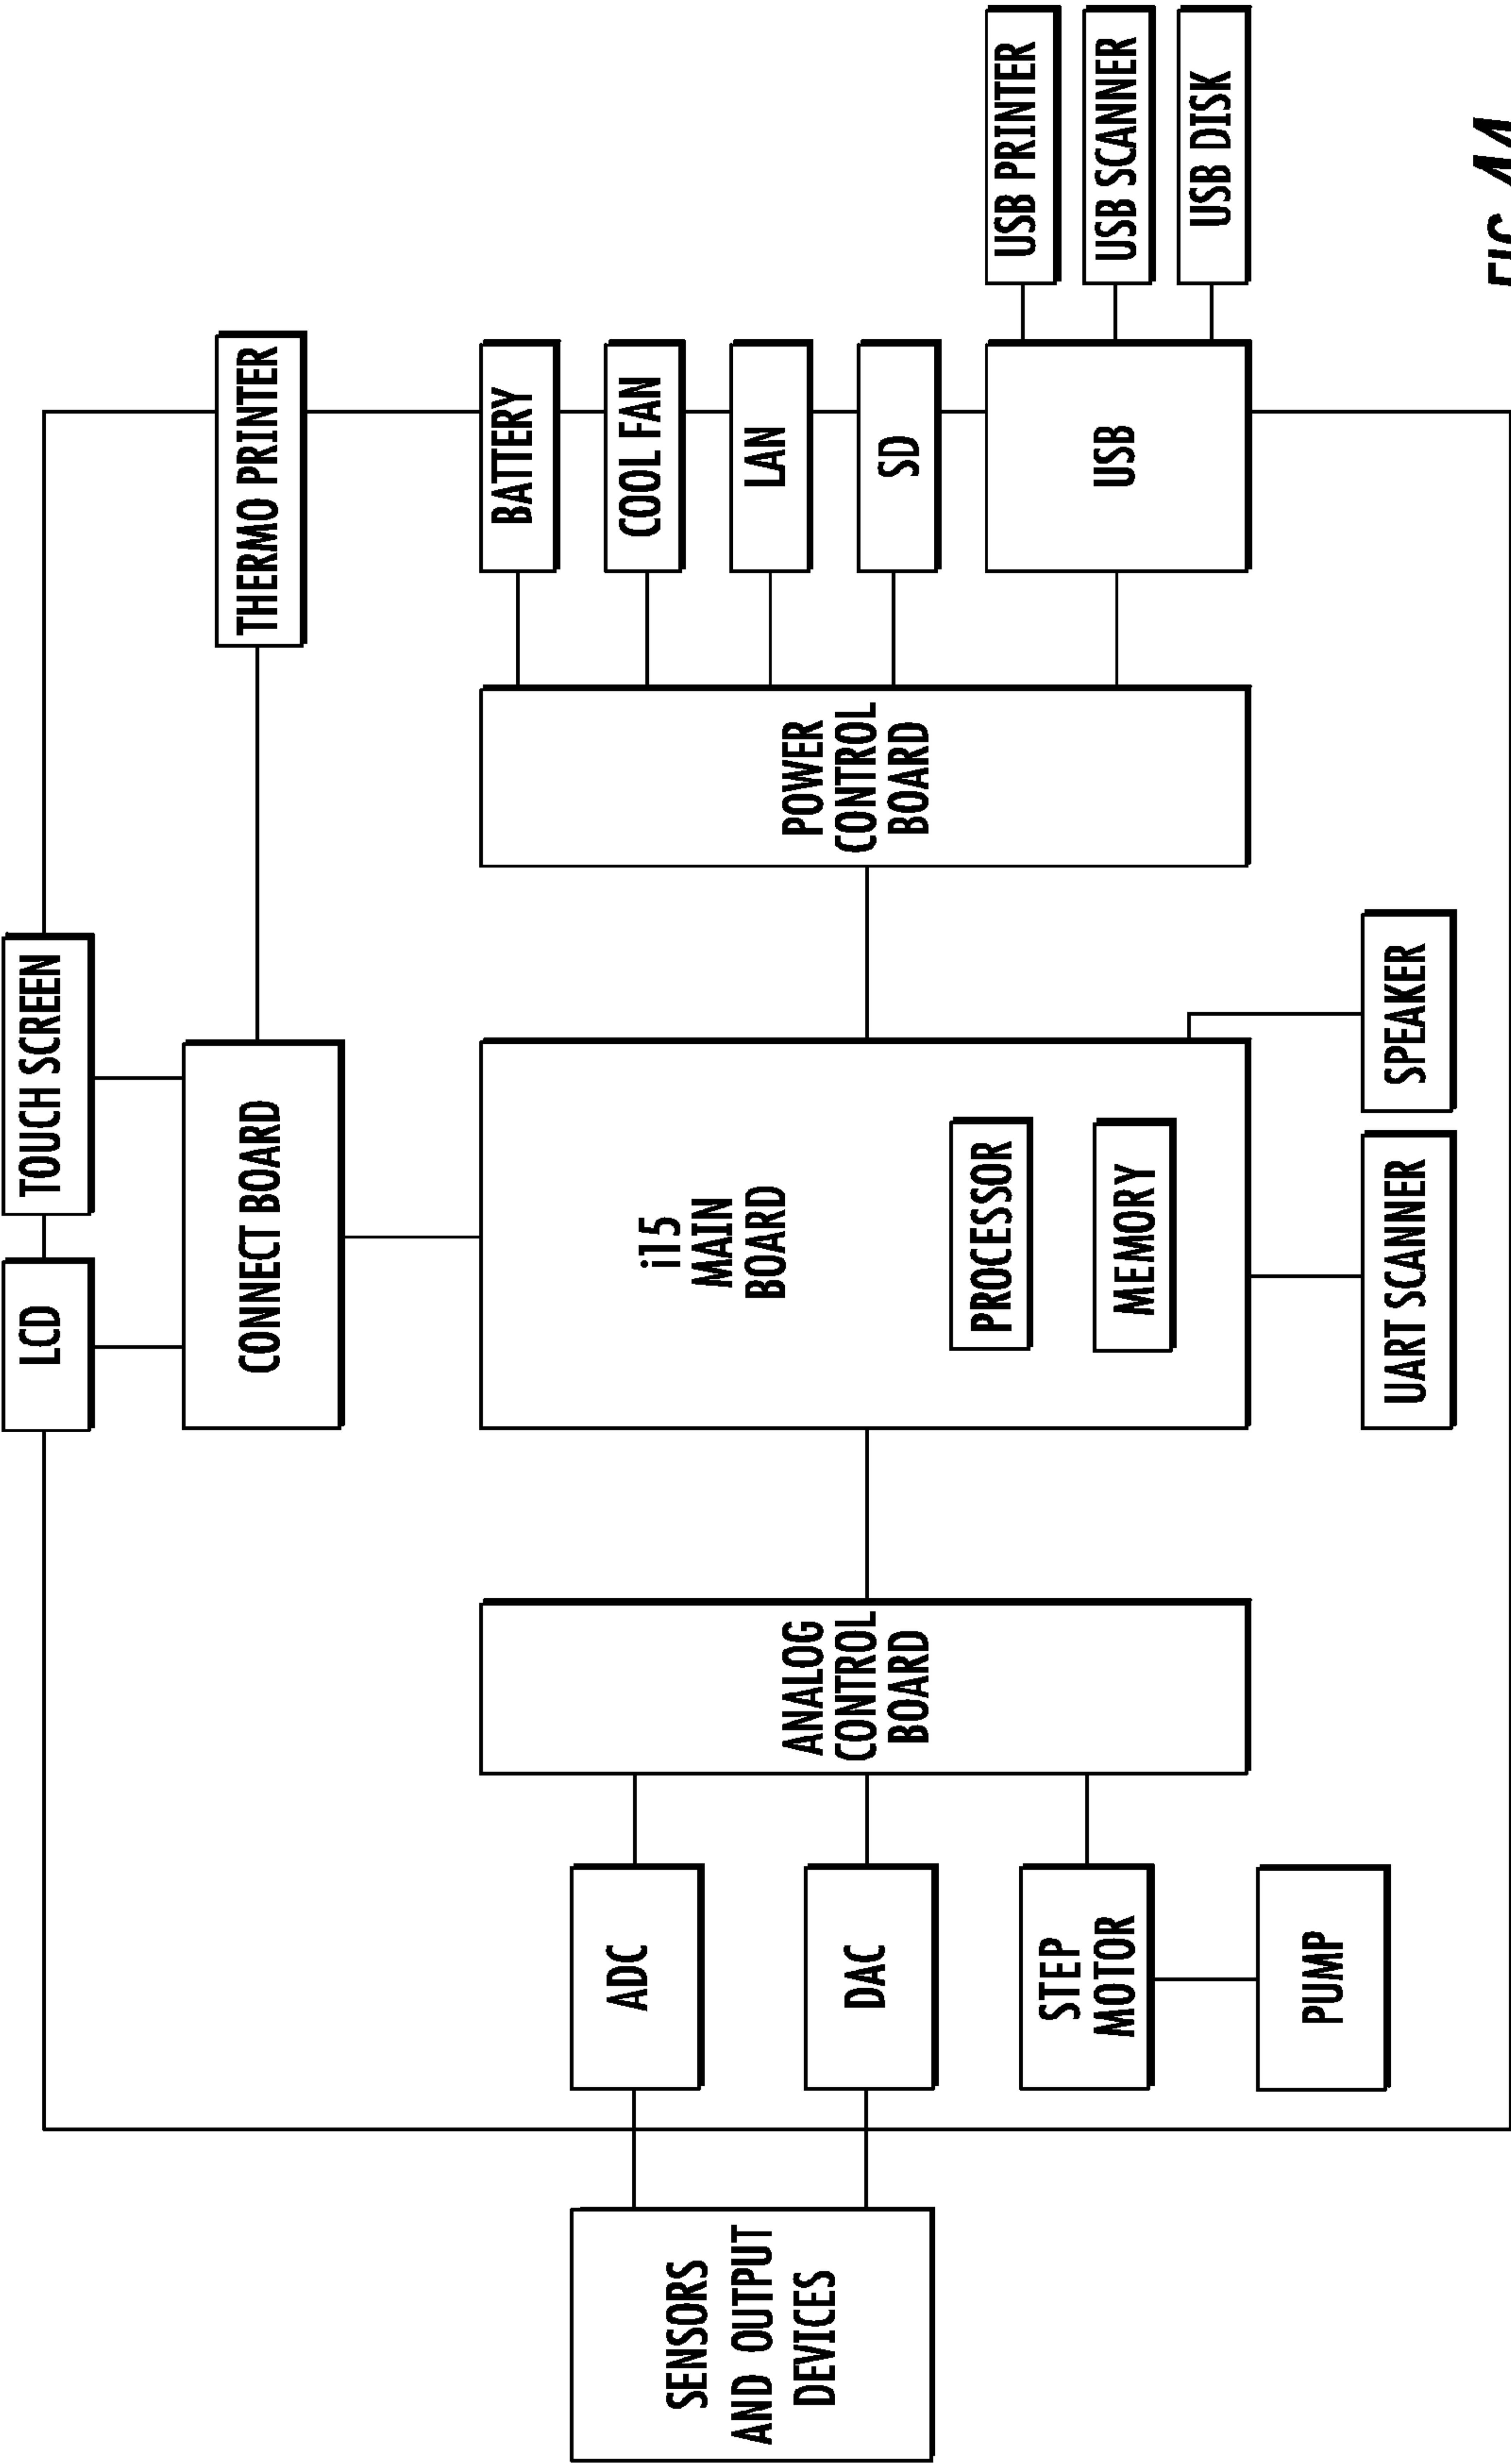 LCD
TOUCH SCREEN
CONNECT BOARD
THERMO PRINTER
SENSORS
AND OUTPUT
DEVICES
ADC
DAC
STEP
MOTOR
PUMP
ANALOG
CONTROL
BOARD
i15
MAIN
BOARD
PROCESSOR
MEMORY
UART SCANNER
SPEAKER
POWER
CONTROL
BOARD
BATTERY
COOL FAN
LAN
SD
USB
USB PRINTER
USB SCANNER
USB DISK